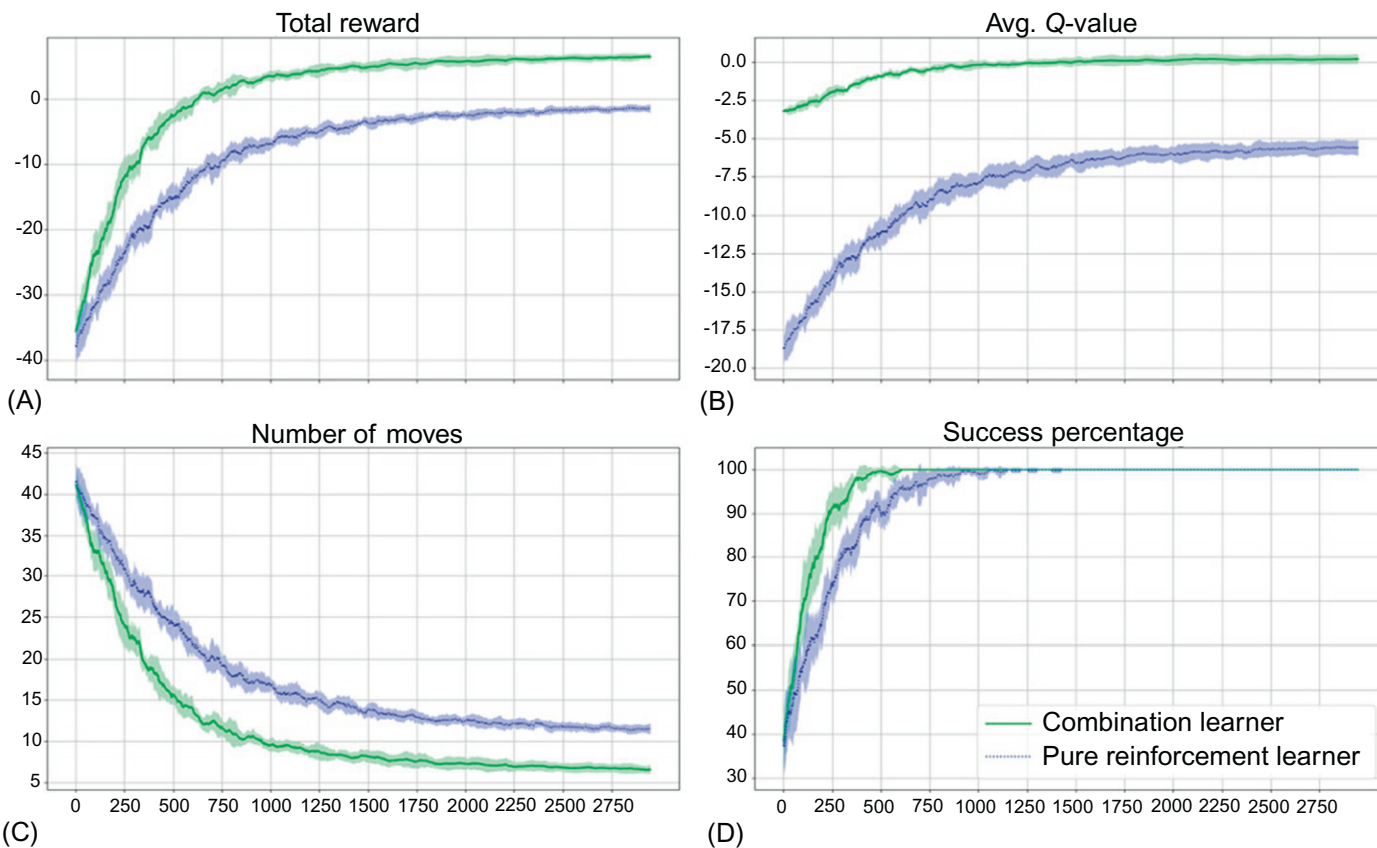 Total reward
0
-10
-20
-30
-40
(A)
Avg. Q-value
0.0
-2.5
-5.0
-7.5
-10.0
-12.5
-15.0
-17.5
-20.0
(B)
Number of moves
45
40
35
30
25
20
15
10
5
0 250 500 750 1000 1250 1500 1750 2000 2250 2500 2750
(C)
Success percentage
100
90
80
70
60
50
40
30
Combination learner
Pure reinforcement learner
0 250 500 750 1000 1250 1500 1750 2000 2250 2500 2750
(D)